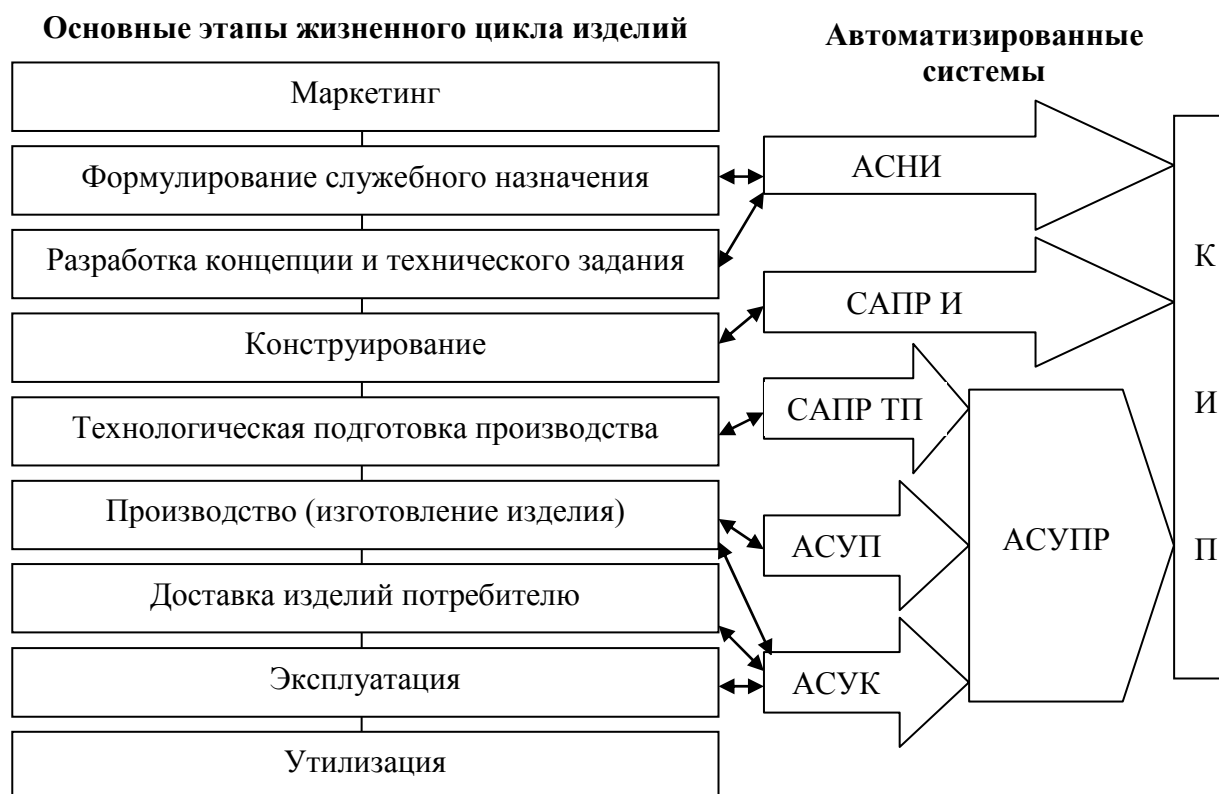 Основные этапы жизненного цикла изделий
Автоматизированные
системы
Маркетинг
Формулирование служебного назначения
Разработка концепции и технического задания
Конструирование
Технологическая подготовка производства
Производство (изготовление изделия)
Доставка изделий потребителю
Эксплуатация
Утилизация
АСНИ
САПР И
САПР ТП
АСУП
АСУК
АСУПР
К
И
П